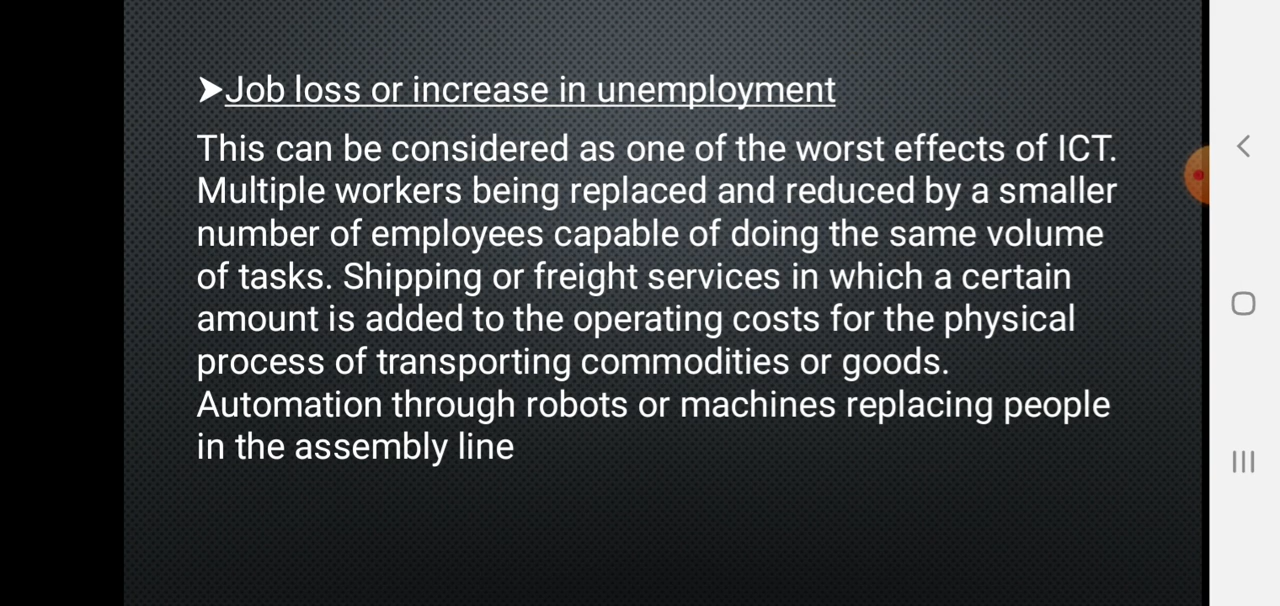 ➤Job loss or increase in unemployment
This can be considered as one of the worst effects of ICT.
Multiple workers being replaced and reduced by a smaller
number of employees capable of doing the same volume
of tasks. Shipping or freight services in which a certain
amount is added to the operating costs for the physical
process of transporting commodities or goods.
Automation through robots or machines replacing people
in the assembly line